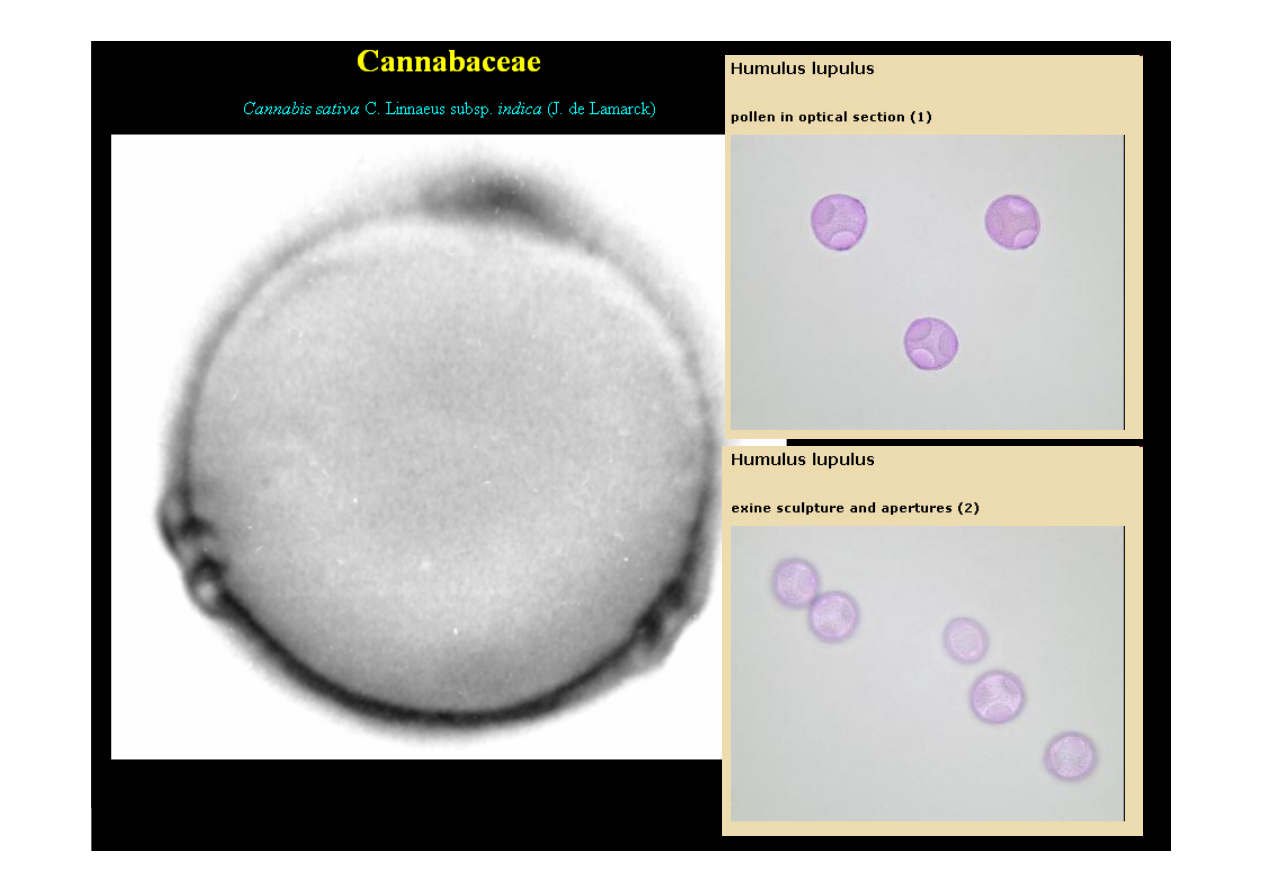 Cannabaceae
Cannabis sativa C. Linnaeus subsp. indica (J. de Lamarck)
Humulus lupulus
pollen in optical section (1)
Humulus lupulus
exine sculpture and apertures (2)